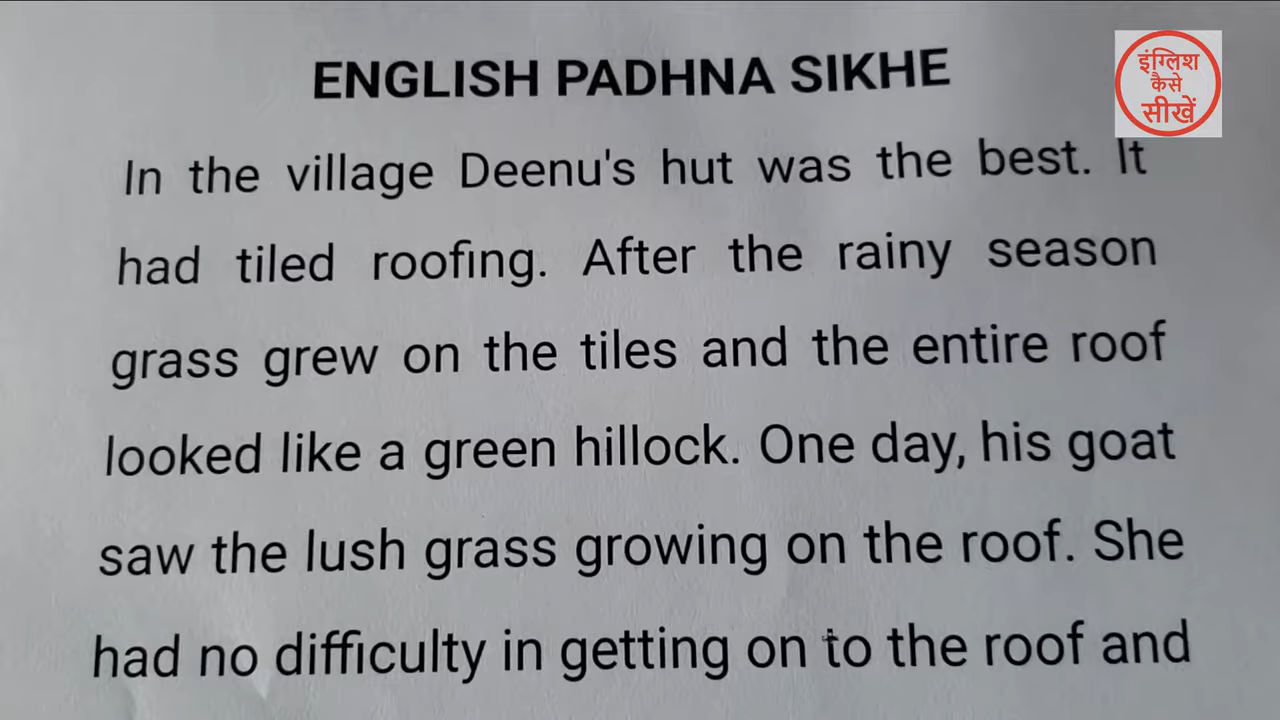 ENGLISH PADHNA SIKHE
इंग्लिश
कैसे
सीखें
In the village Deenu's hut was the best. It
had tiled roofing. After the rainy season
grass grew on the tiles and the entire roof
looked like a green hillock. One day, his goat
saw the lush grass growing on the roof. She
had no difficulty in getting on to the roof and